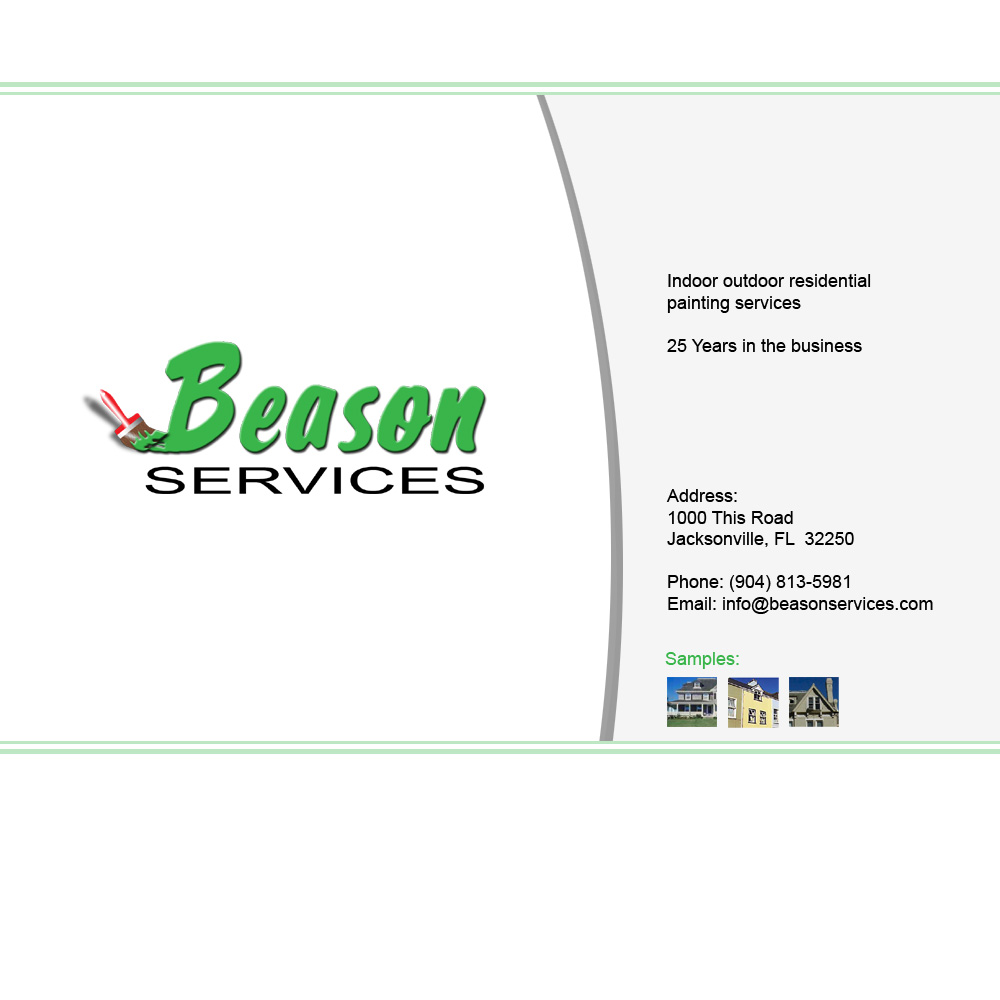 Beason
SERVICES
Indoor outdoor residential
painting services
25 Years in the business
Address:
1000 This Road
Jacksonville, FL  32250
Phone: (904) 813-5981
Email: info@beasonservices.com
Samples: